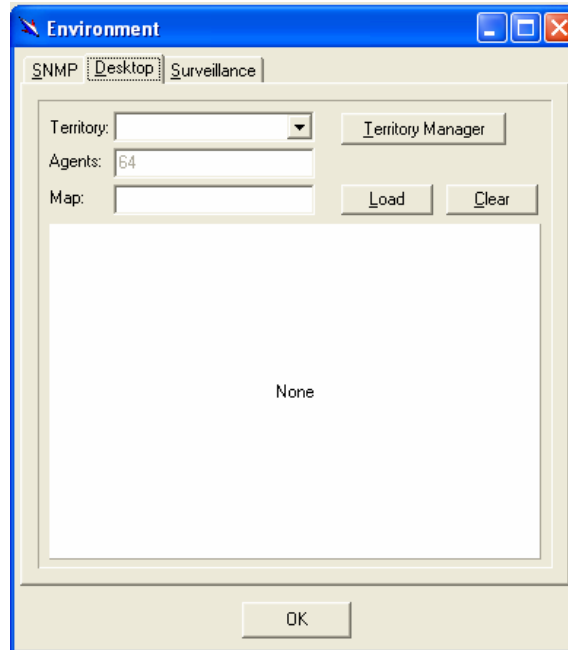 Environment
SNMP Desktop Surveillance
Territory: Territory Manager
Agents: 64
Map: Load Clear
None
OK